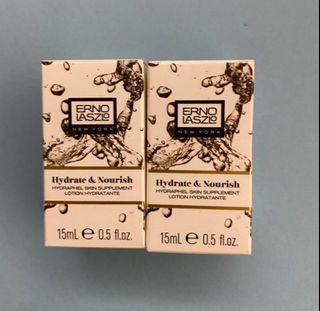 ERNO
LASZLO
NEW YORK
Hydrate & Nourish
HYDRAPHEL SKIN SUPPLEMENT
LOTION HYDRATANTE
15mL ℮ 0.5 fl.oz.
ERNO
LASZLO
NEW YORK
Hydrate & Nourish
HYDRAPHEL SKIN SUPPLEMENT
LOTION HYDRATANTE
15mL ℮ 0.5 fl.oz.